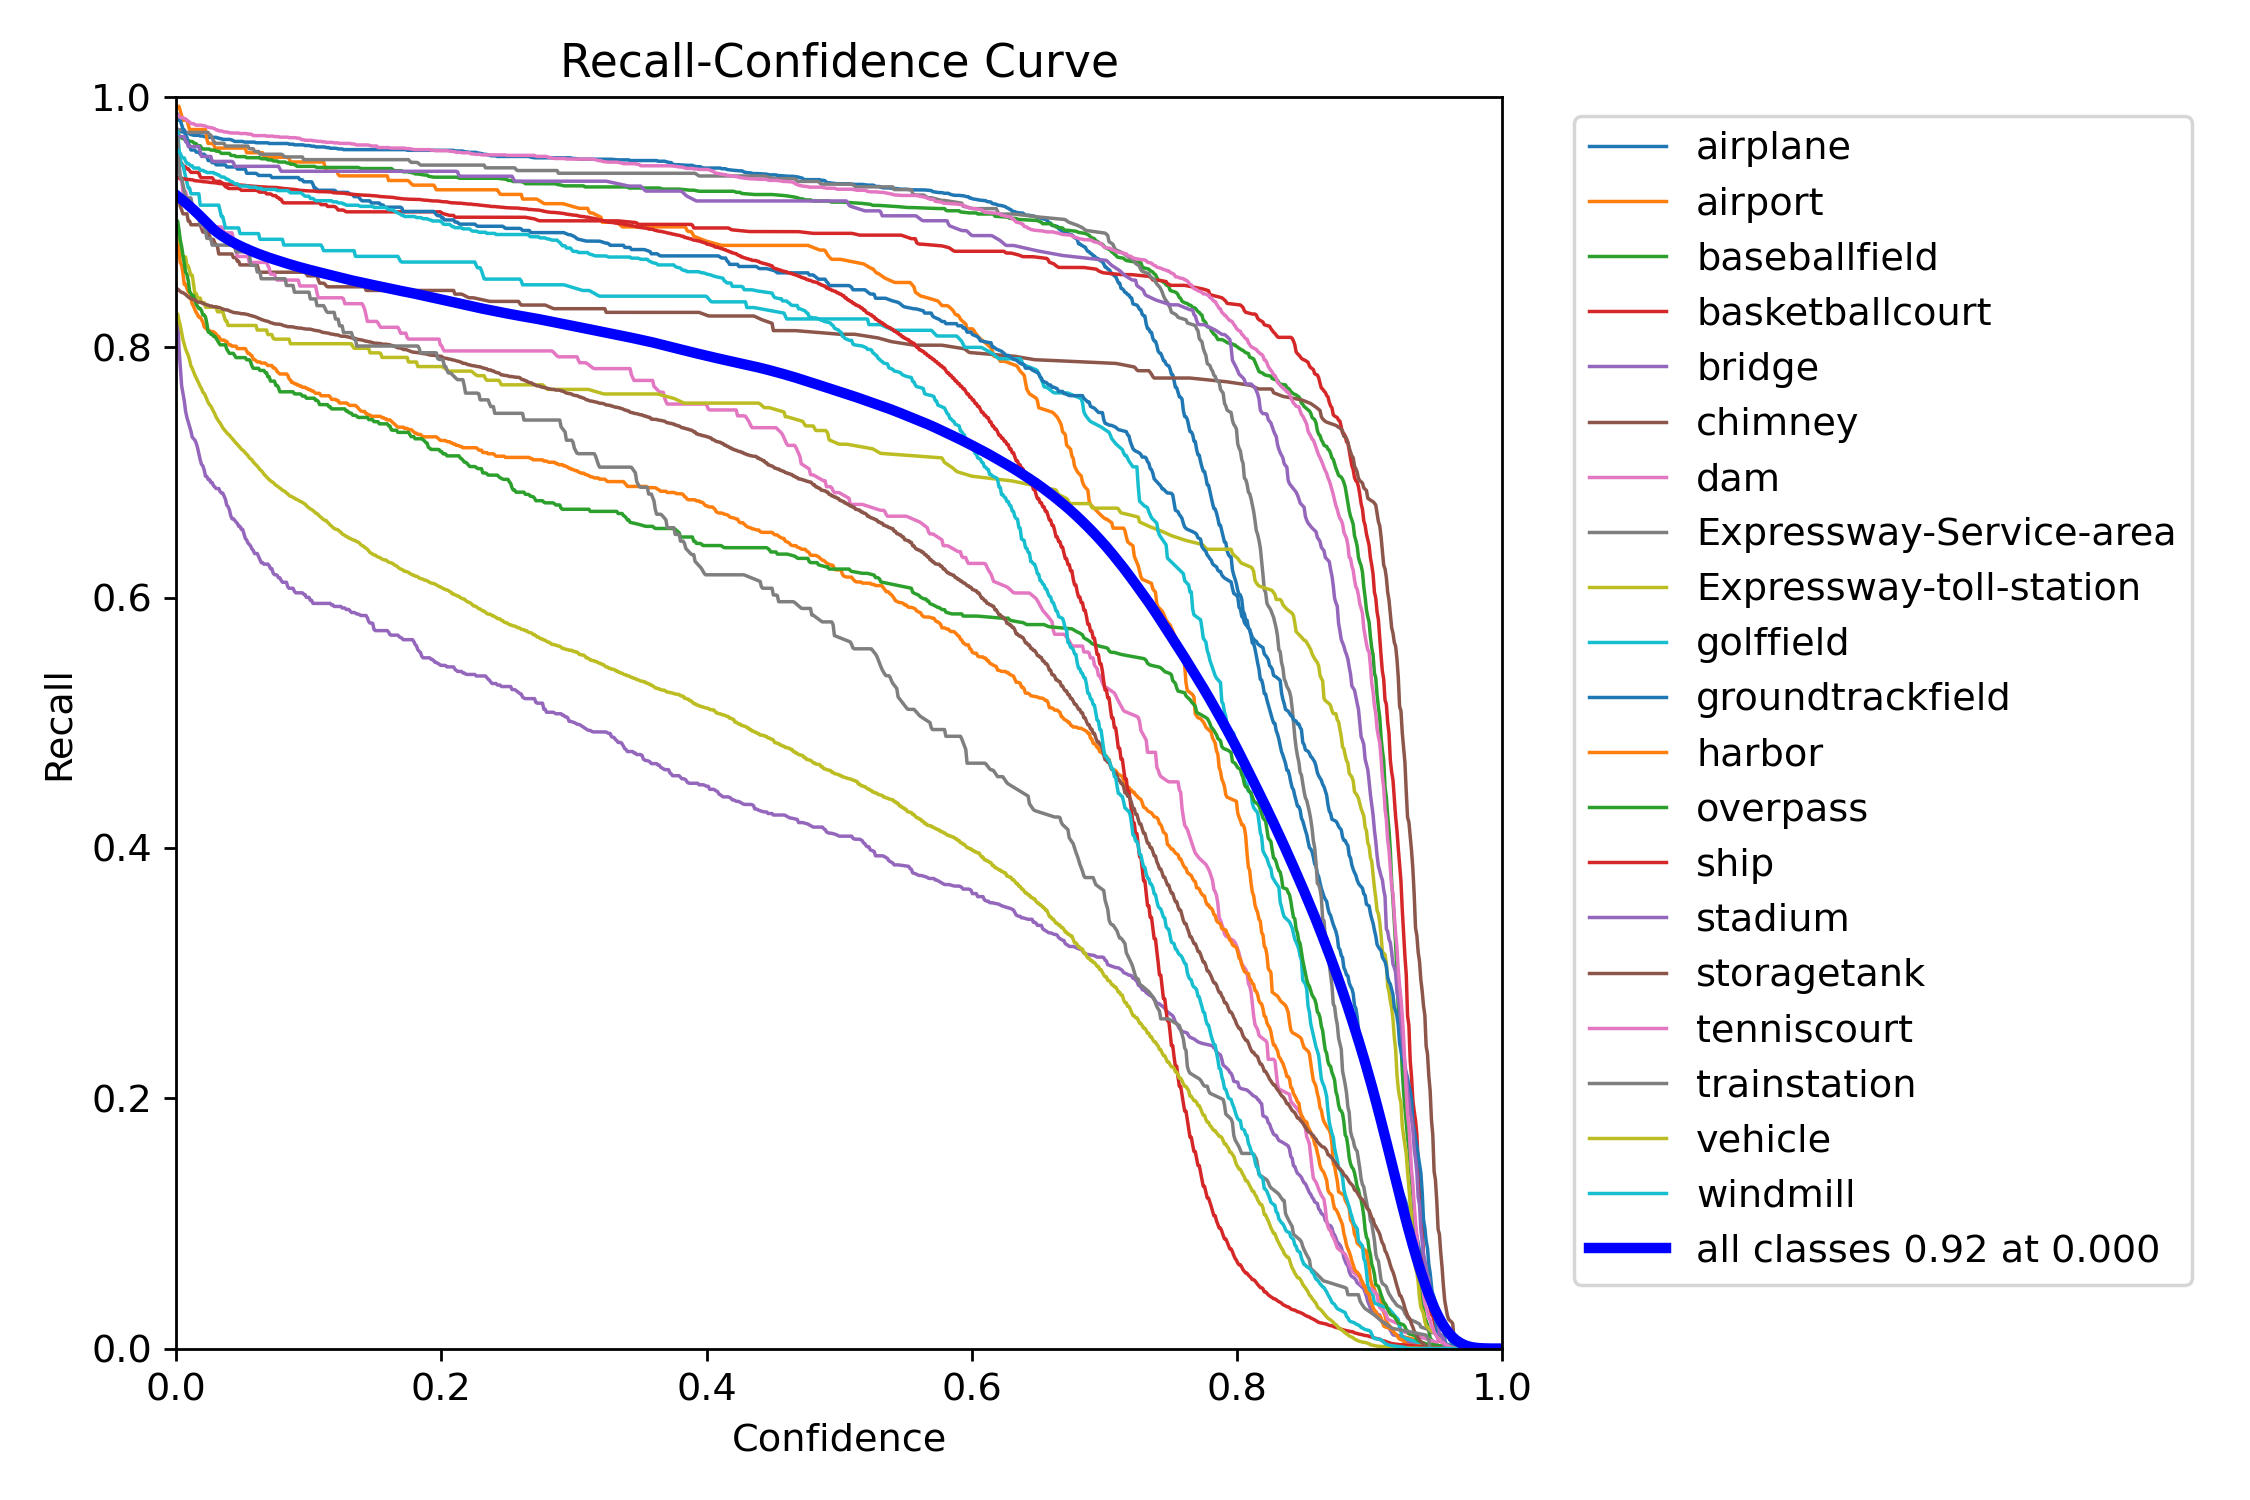 Recall-Confidence Curve
1.0
0.8
0.6
0.4
0.2
0.0
Recall
0.0 0.2 0.4 0.6 0.8 1.0
Confidence
airplane
airport
baseballfield
basketballcourt
bridge
chimney
dam
Expressway-Service-area
Expressway-toll-station
golffield
groundtrackfield
harbor
overpass
ship
stadium
storagetank
tenniscourt
trainstation
vehicle
windmill
all classes 0.92 at 0.000